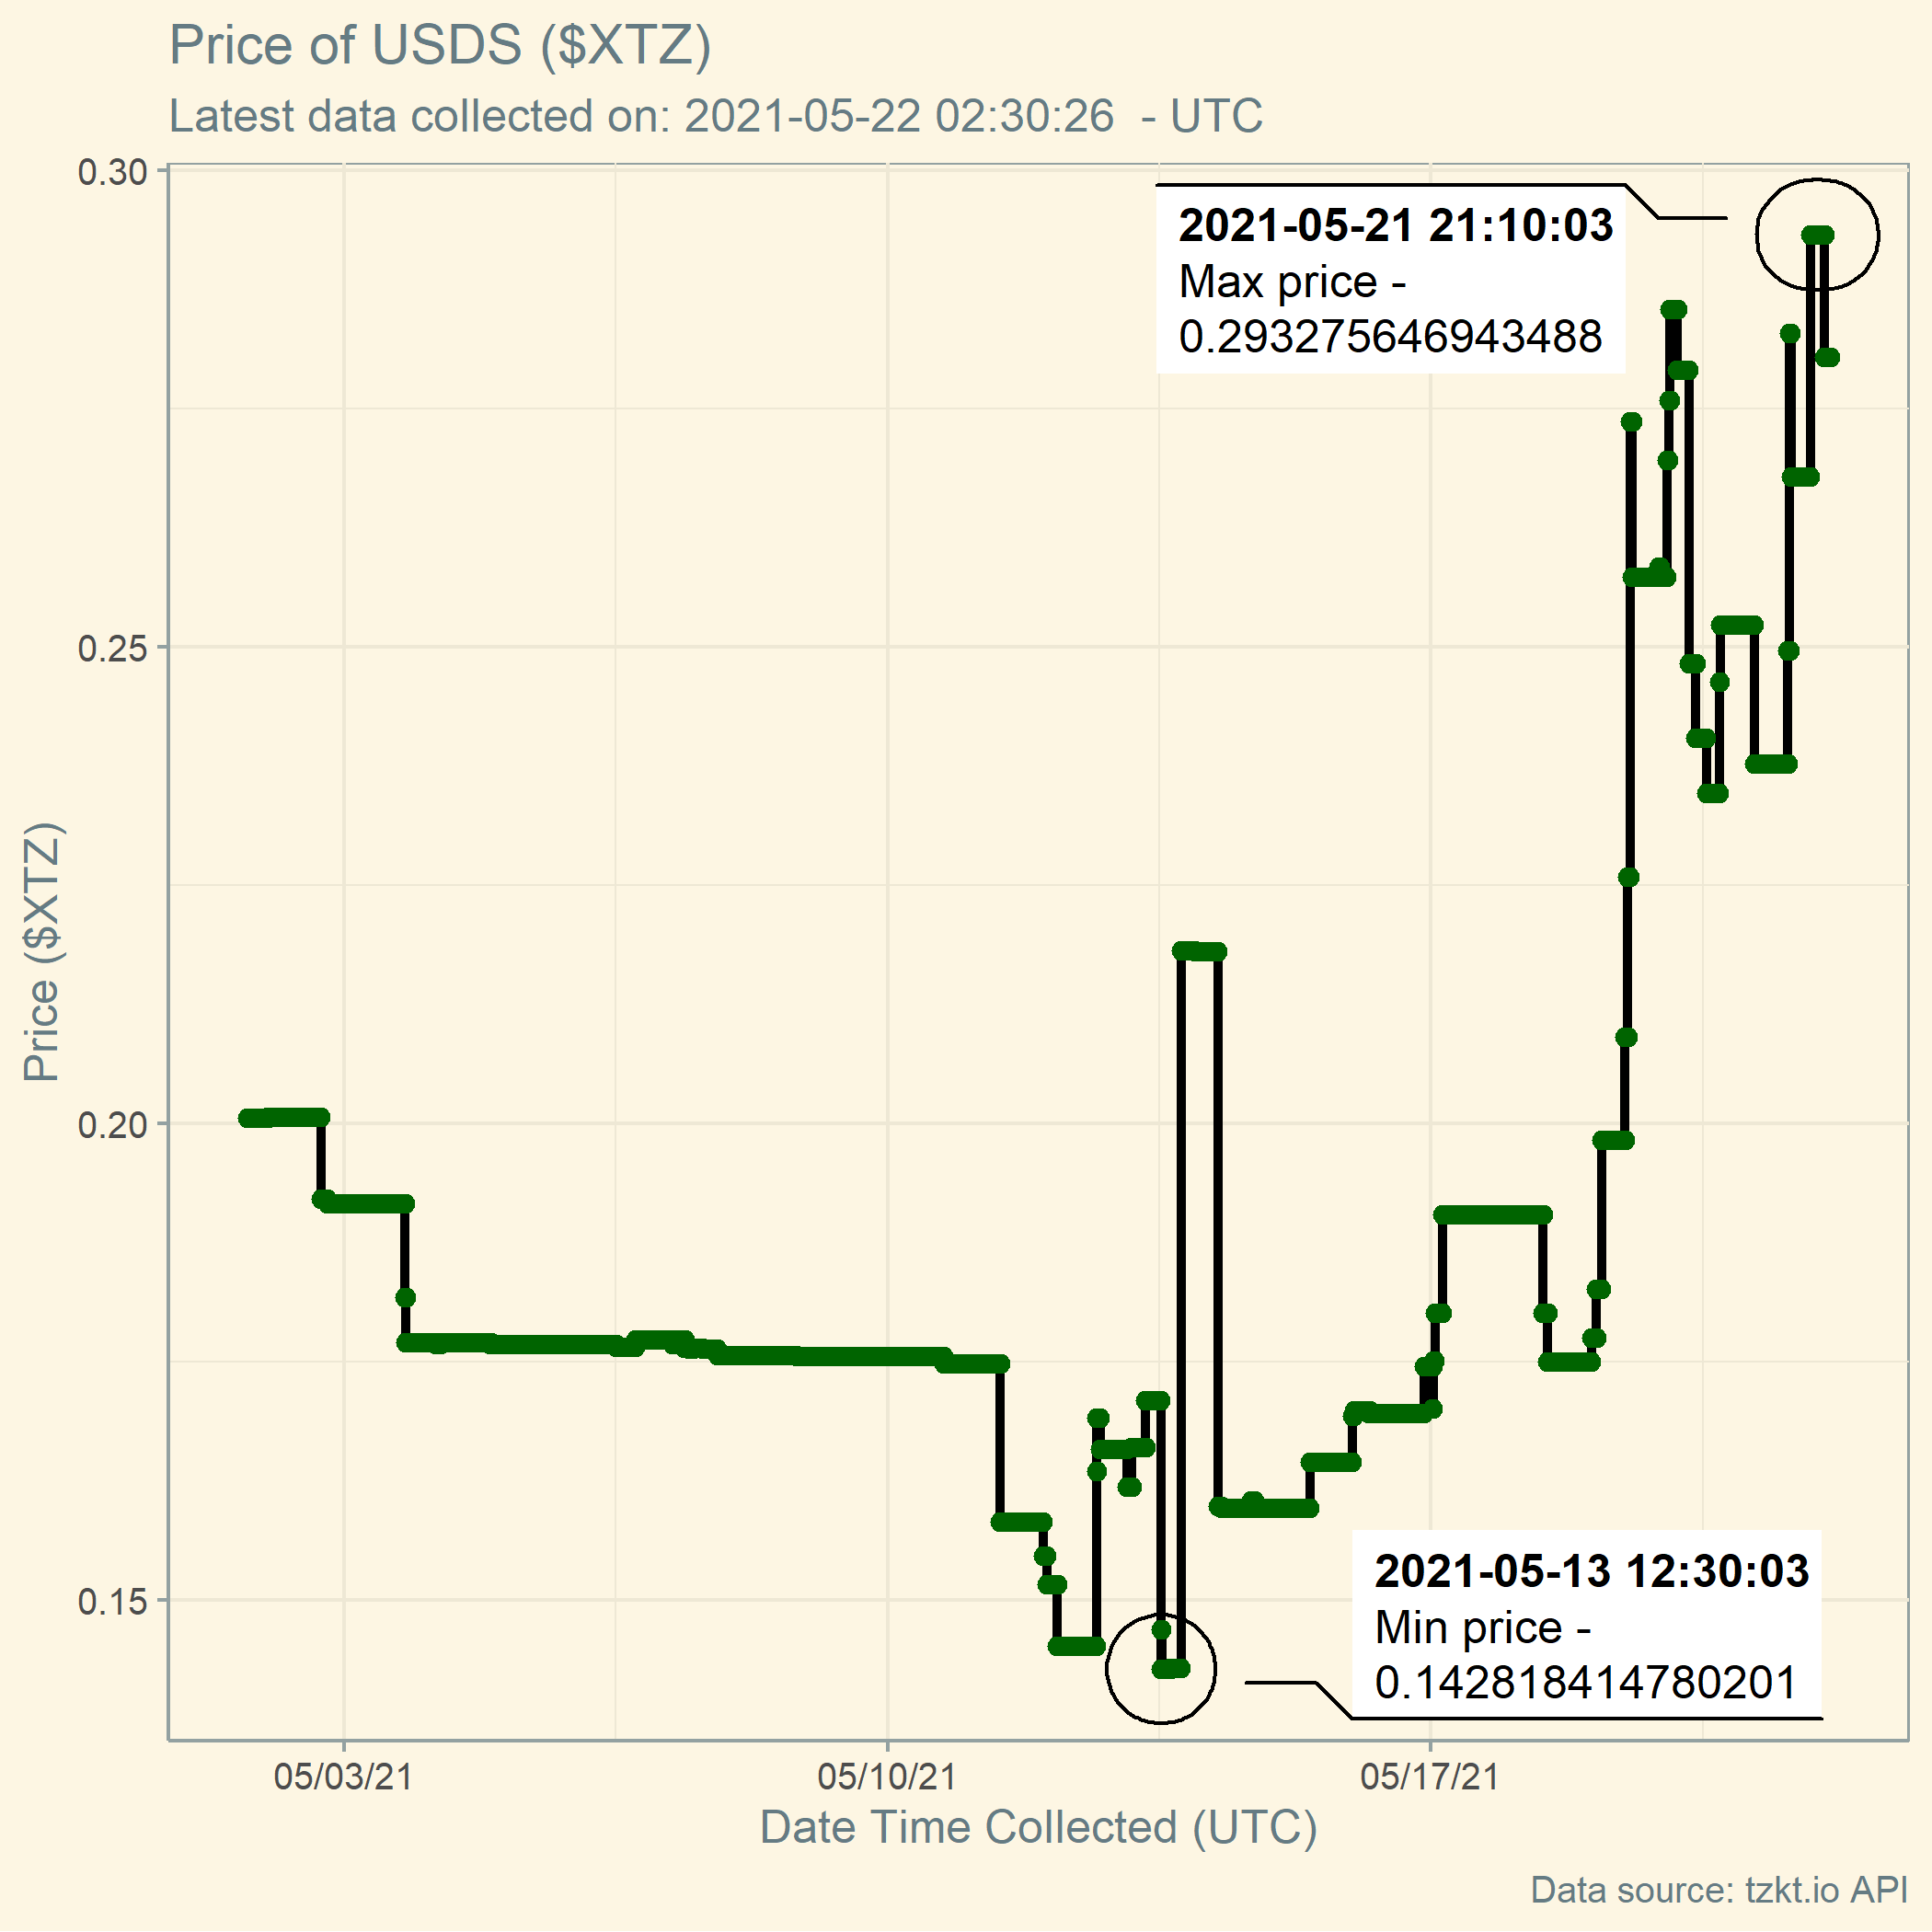 Price of USDS ($XTZ)
Latest data collected on: 2021-05-22 02:30:26  - UTC
0.30
0.25
0.20
0.15
Price ($XTZ)
2021-05-21 21:10:03
Max price -
0.293275646943488
2021-05-13 12:30:03
Min price -
0.142818414780201
05/03/21
05/10/21
05/17/21
Date Time Collected (UTC)
Data source: tzkt.io API